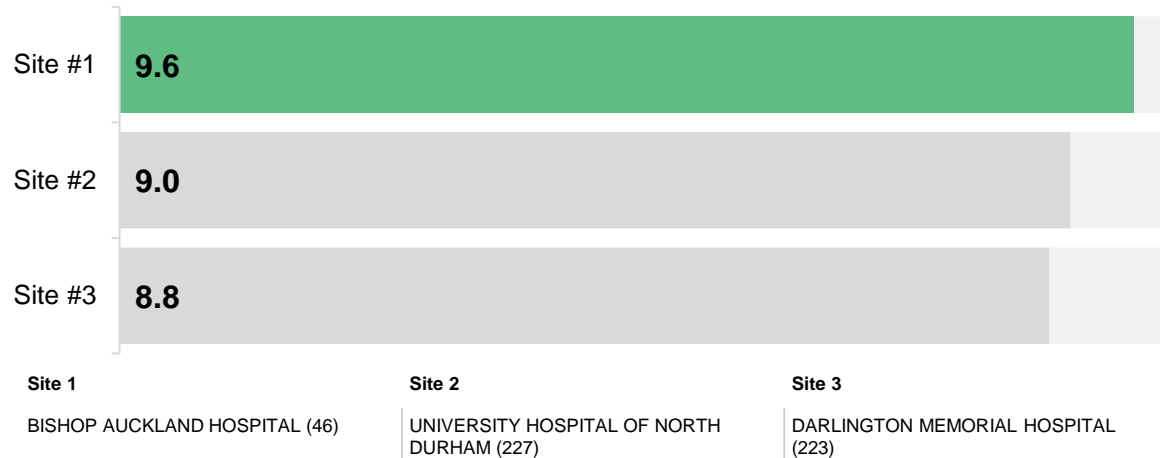 Site #1 9.6
Site #2 9.0
Site #3 8.8
Site 1
BISHOP AUCKLAND HOSPITAL (46)
Site 2
UNIVERSITY HOSPITAL OF NORTH
DURHAM (227)
Site 3
DARLINGTON MEMORIAL HOSPITAL
(223)